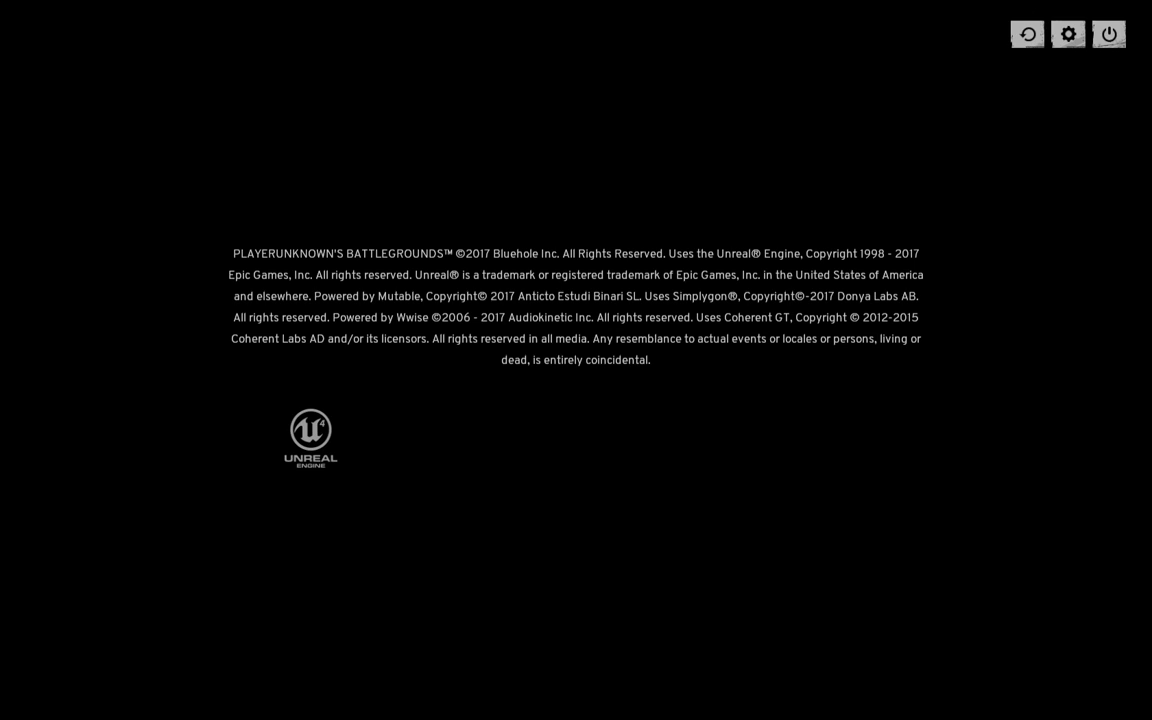 PLAYERUNKNOWN'S BATTLEGROUNDS™ ©2017 Bluehole Inc. All Rights Reserved. Uses the Unreal® Engine, Copyright 1998 - 2017
Epic Games, Inc. All rights reserved. Unreal® is a trademark or registered trademark of Epic Games, Inc. in the United States of America
and elsewhere. Powered by Mutable, Copyright© 2017 Anticto Estudi Binari SL. Uses Simplygon®, Copyright©-2017 Donya Labs AB.
All rights reserved. Powered by Wwise ©2006 - 2017 Audiokinetic Inc. All rights reserved. Uses Coherent GT, Copyright © 2012-2015
Coherent Labs AD and/or its licensors. All rights reserved in all media. Any resemblance to actual events or locales or persons, living or
dead, is entirely coincidental.
U4
UNREAL
ENGINE